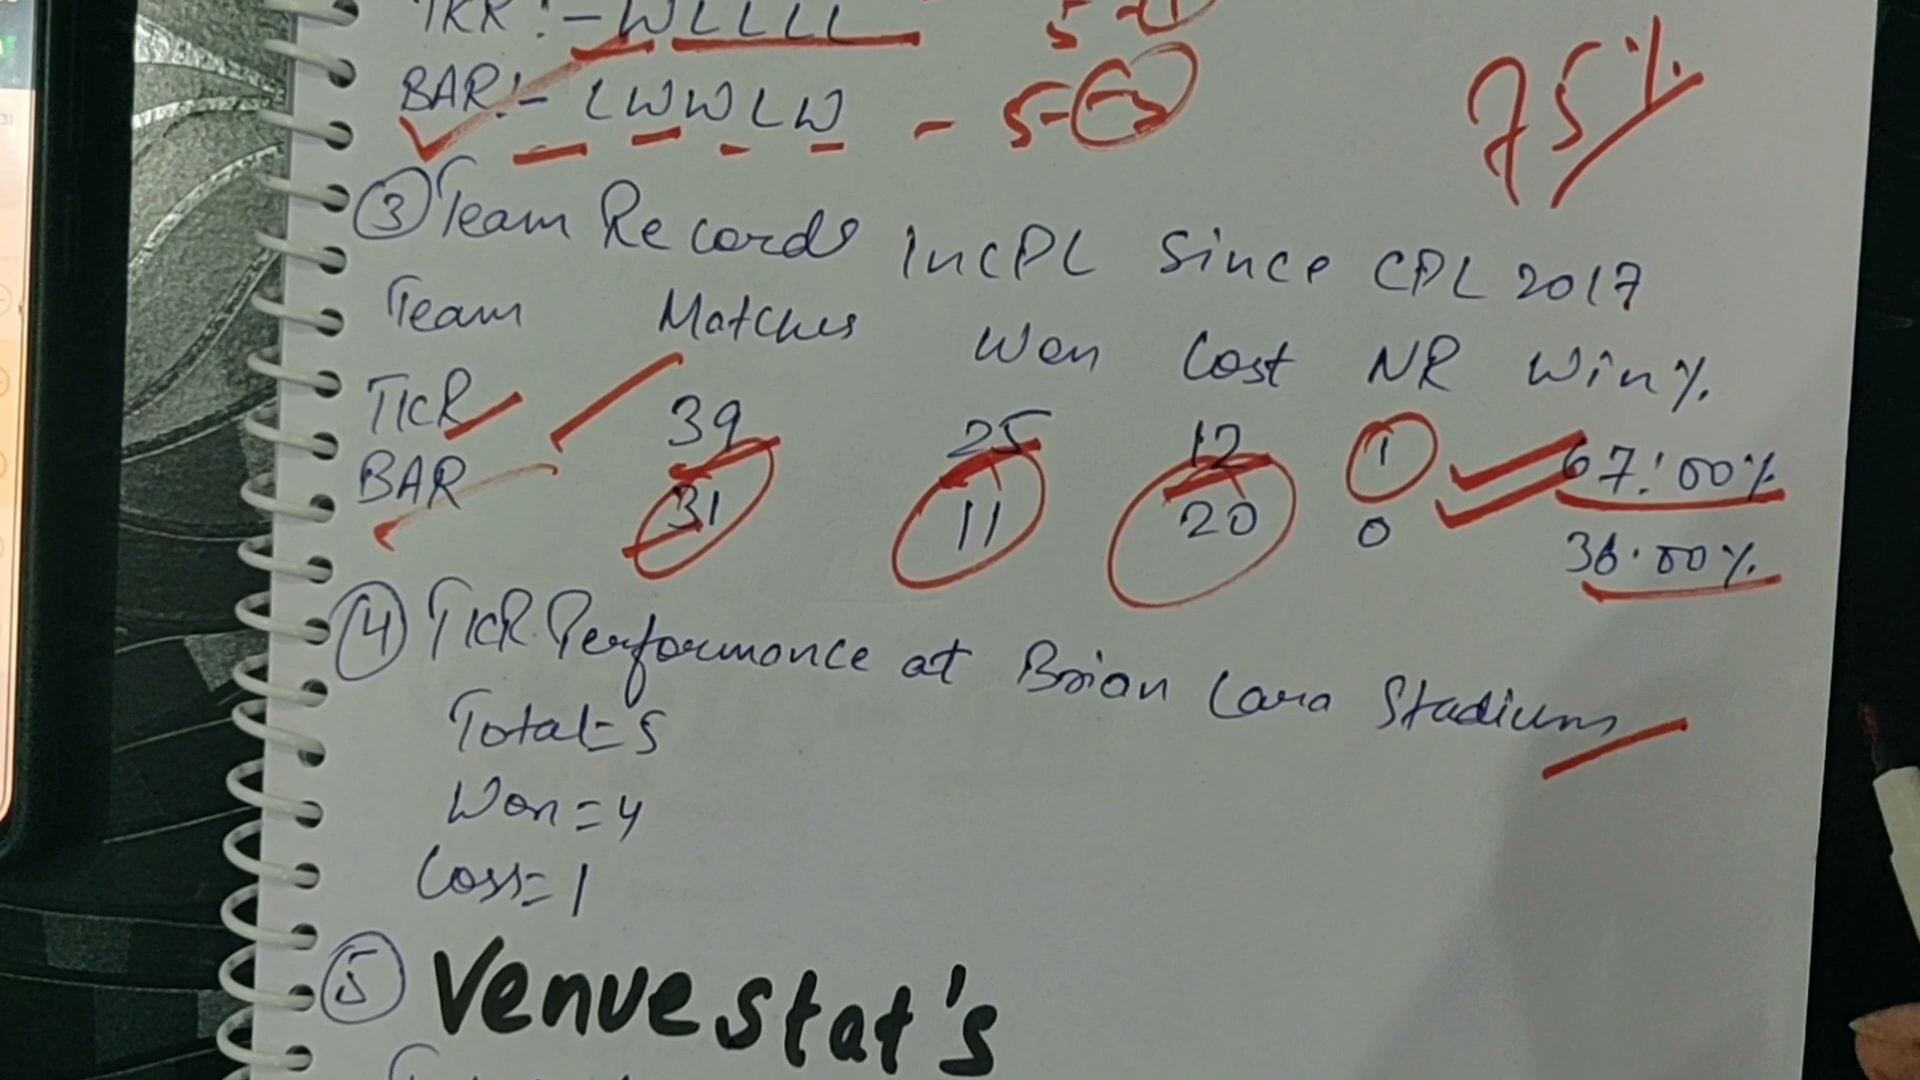 TKR :- W L L L L 5-1
BAR :- L W W L W - 5-3
75%
③ Team Records in CPL Since CPL 2017
Team Matches Won Lost NR Win%
TKR 39 25 12 1 67.00%
BAR 31 11 20 0 36.00%
④ TKR Performance at Brian Lara Stadium
Total = 5
Won = 4
Loss = 1
⑤ Venue stat's